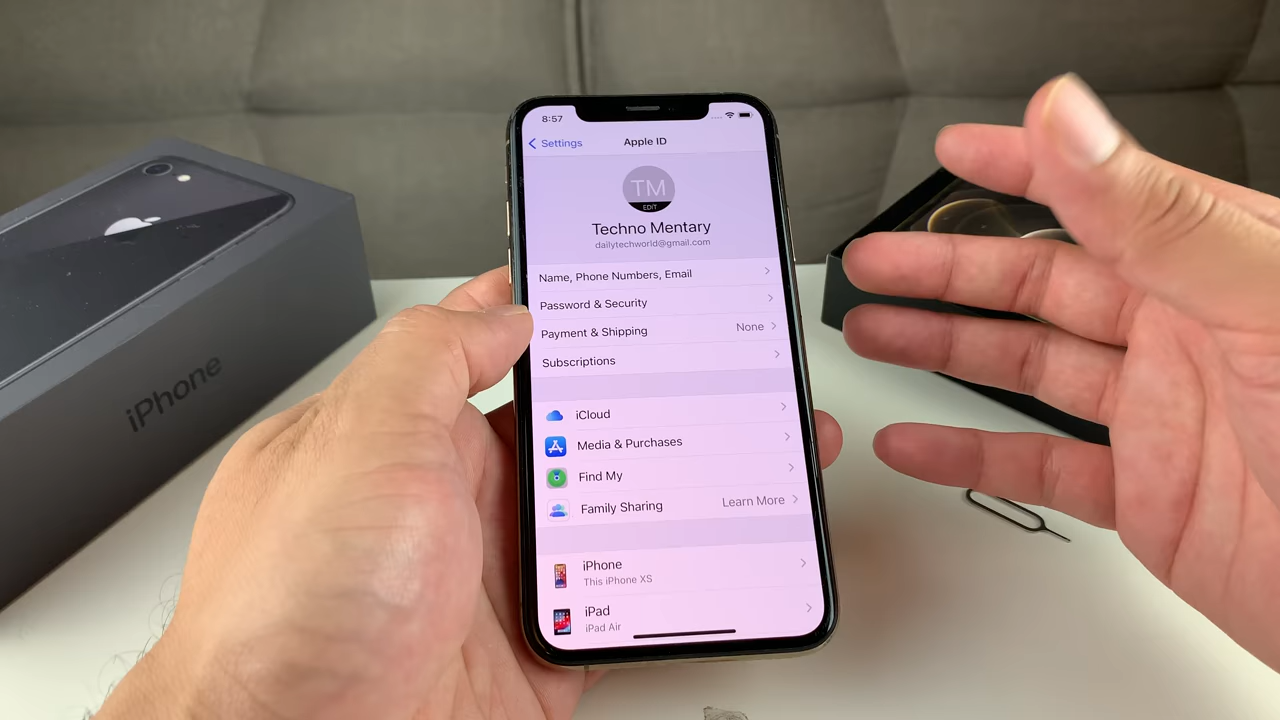 iPhone
8:57
Settings
Apple ID
TM
EDIT
Techno Mentary
dailytechworld@gmail.com
Name, Phone Numbers, Email
Password & Security
Payment & Shipping None
Subscriptions
iCloud
Media & Purchases
Find My
Family Sharing Learn More
iPhone
This iPhone XS
iPad
iPad Air